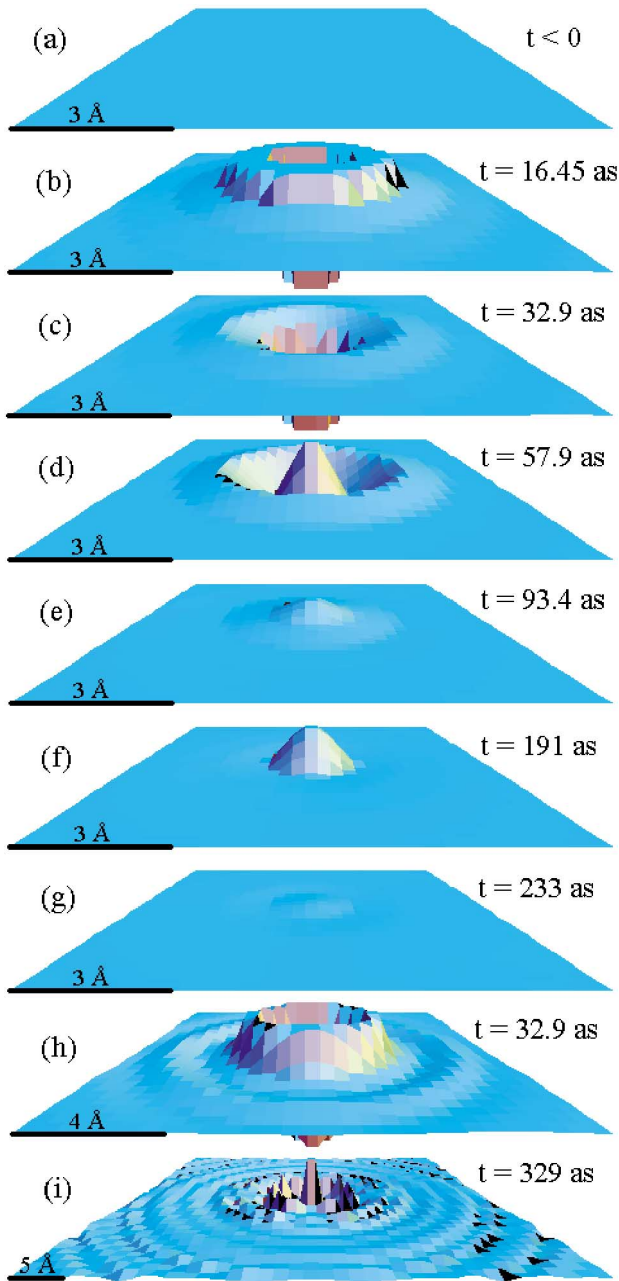 (a) t < 0
3 Å
(b) t = 16.45 as
3 Å
(c) t = 32.9 as
3 Å
(d) t = 57.9 as
3 Å
(e) t = 93.4 as
3 Å
(f) t = 191 as
3 Å
(g) t = 233 as
3 Å
(h) t = 32.9 as
4 Å
(i) t = 329 as
5 Å